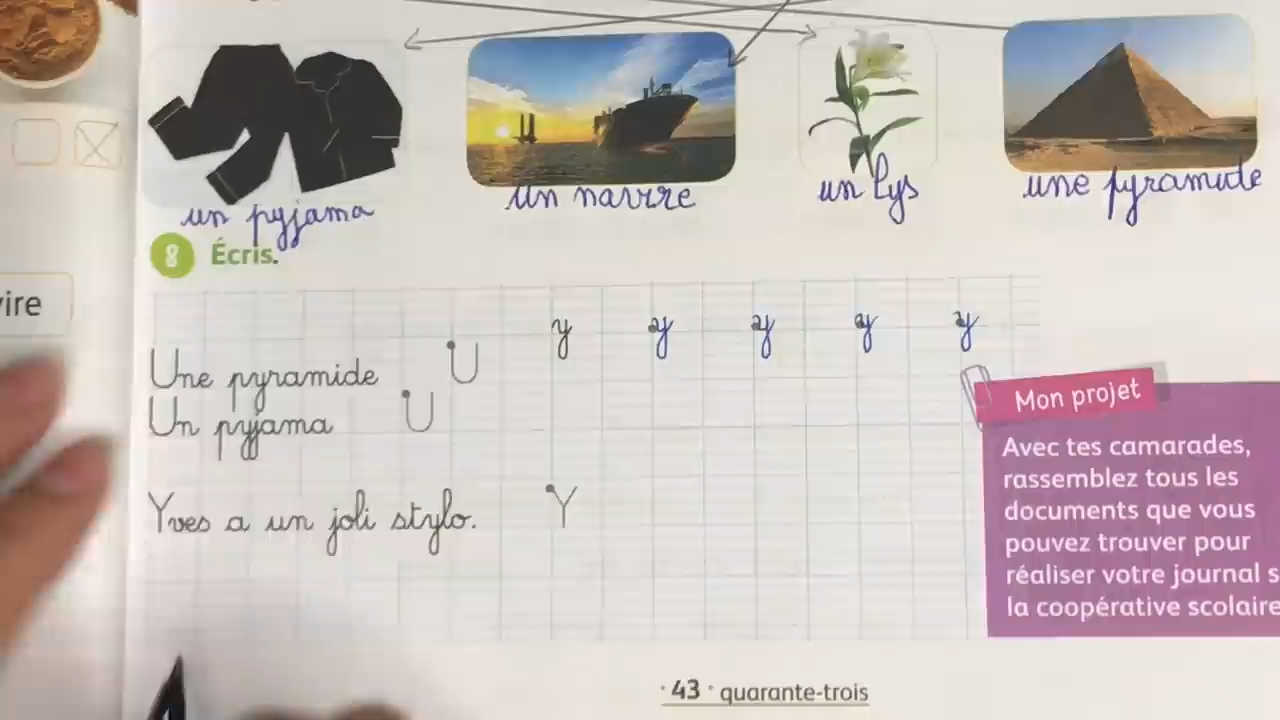 un pyjama
un navire
un lys
une pyramide
8 Écris.
vire
y y y y y
Une pyramide U
Un pyjama U
Yves a un joli stylo. Y
Mon projet
Avec tes camarades,
rassemblez tous les
documents que vous
pouvez trouver pour
réaliser votre journal s
la coopérative scolaire
43 quarante-trois